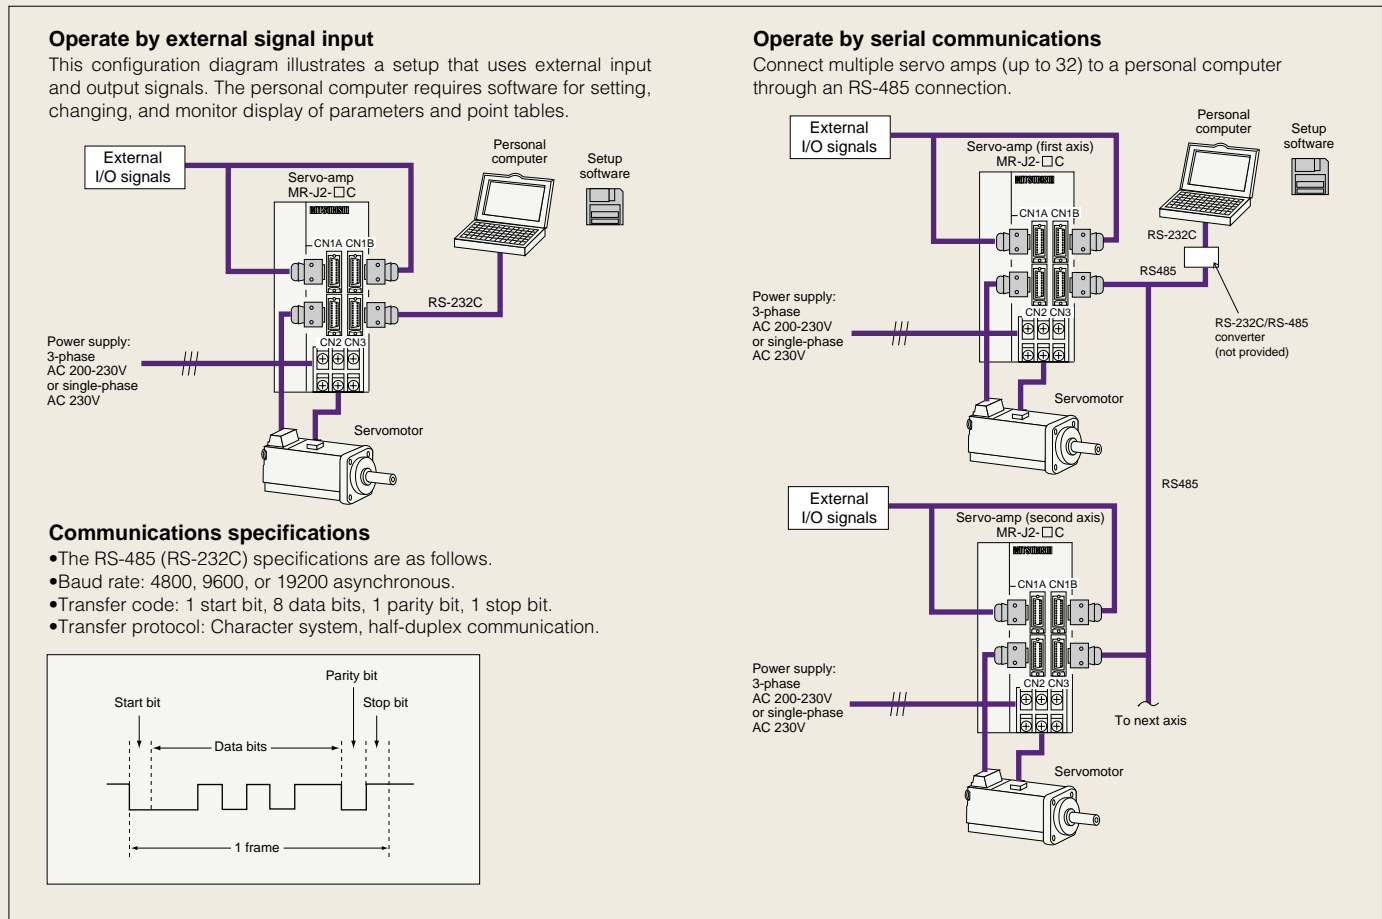 Operate by external signal input
This configuration diagram illustrates a setup that uses external input
and output signals. The personal computer requires software for setting,
changing, and monitor display of parameters and point tables.
External
I/O signals
Servo-amp
MR-J2-□C
MITSUBISHI
CN1A CN1B
CN2 CN3
Personal
computer
Setup
software
RS-232C
Power supply:
3-phase
AC 200-230V
or single-phase
AC 230V
Servomotor
Communications specifications
•The RS-485 (RS-232C) specifications are as follows.
•Baud rate: 4800, 9600, or 19200 asynchronous.
•Transfer code: 1 start bit, 8 data bits, 1 parity bit, 1 stop bit.
•Transfer protocol: Character system, half-duplex communication.
Parity bit
Start bit
Stop bit
Data bits
1 frame
Operate by serial communications
Connect multiple servo amps (up to 32) to a personal computer
through an RS-485 connection.
External
I/O signals
Servo-amp (first axis)
MR-J2-□C
MITSUBISHI
CN1A CN1B
CN2 CN3
Personal
computer
Setup
software
RS-232C
RS485
RS-232C/RS-485
converter
(not provided)
Power supply:
3-phase
AC 200-230V
or single-phase
AC 230V
Servomotor
RS485
External
I/O signals
Servo-amp (second axis)
MR-J2-□C
MITSUBISHI
CN1A CN1B
CN2 CN3
Power supply:
3-phase
AC 200-230V
or single-phase
AC 230V
To next axis
Servomotor